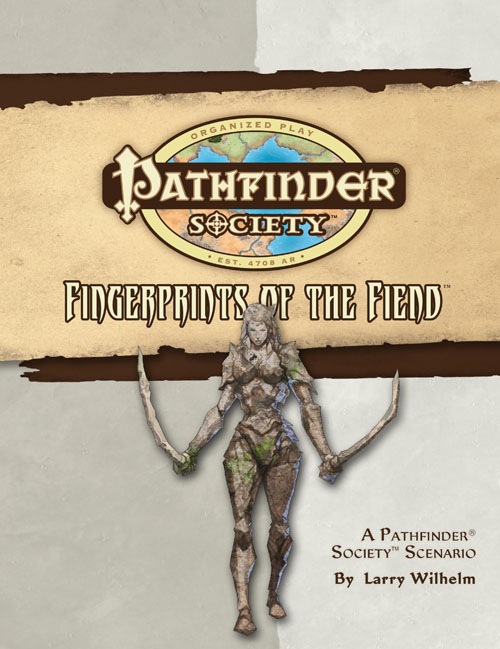 ORGANIZED PLAY
PATHFINDER®
SOCIETY™
• EST. 4708 AR •
FINGERPRINTS OF THE FIEND™
A PATHFINDER®
SOCIETY™ SCENARIO
By Larry Wilhelm